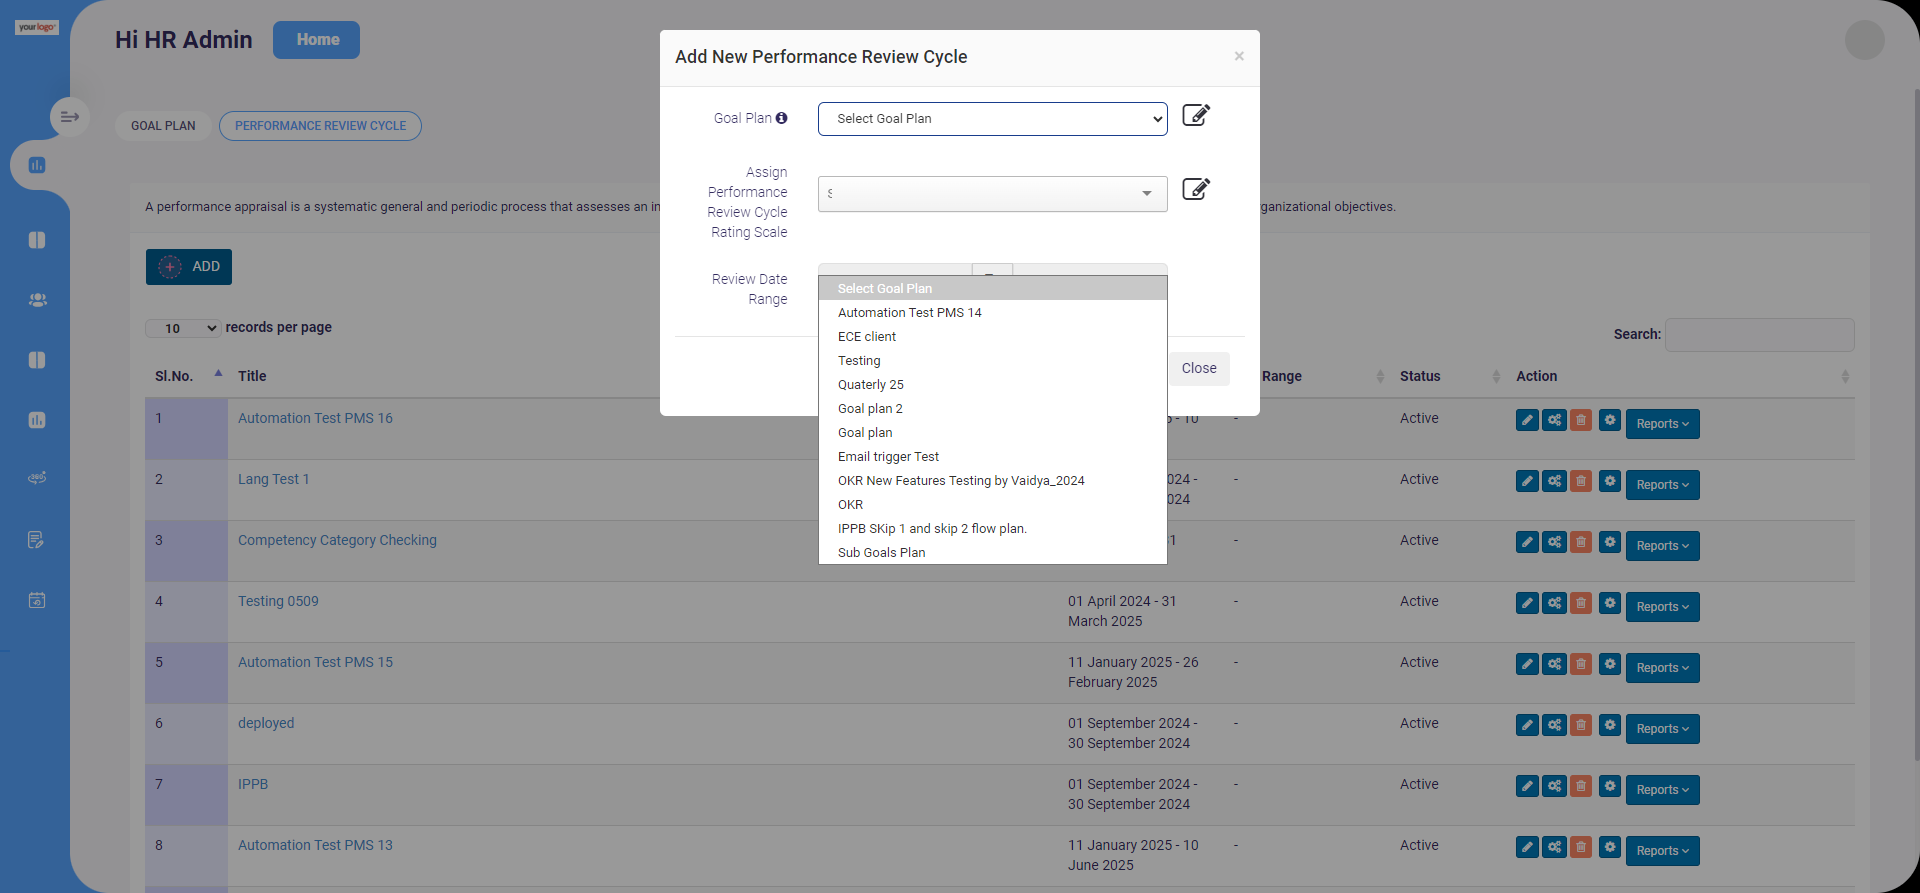 yourlogo
Hi HR Admin
Home
GOAL PLAN
PERFORMANCE REVIEW CYCLE
A performance appraisal is a systematic general and periodic process that assesses an in
ganizational objectives.
ADD
10 records per page
Search:
Sl.No. Title Range Status Action
1 Automation Test PMS 16 - 10 - Active Reports
2 Lang Test 1 024 - - Active Reports
024
3 Competency Category Checking 31 - Active Reports
4 Testing 0509 01 April 2024 - 31 - Active Reports
March 2025
5 Automation Test PMS 15 11 January 2025 - 26 - Active Reports
February 2025
6 deployed 01 September 2024 - - Active Reports
30 September 2024
7 IPPB 01 September 2024 - - Active Reports
30 September 2024
8 Automation Test PMS 13 11 January 2025 - 10 - Active Reports
June 2025
Add New Performance Review Cycle
×
Goal Plan
Select Goal Plan
Assign
Performance
Review Cycle
Rating Scale
Review Date
Range
Select Goal Plan
Automation Test PMS 14
ECE client
Testing
Quaterly 25
Goal plan 2
Goal plan
Email trigger Test
OKR New Features Testing by Vaidya_2024
OKR
IPPB SKip 1 and skip 2 flow plan.
Sub Goals Plan
Close
360